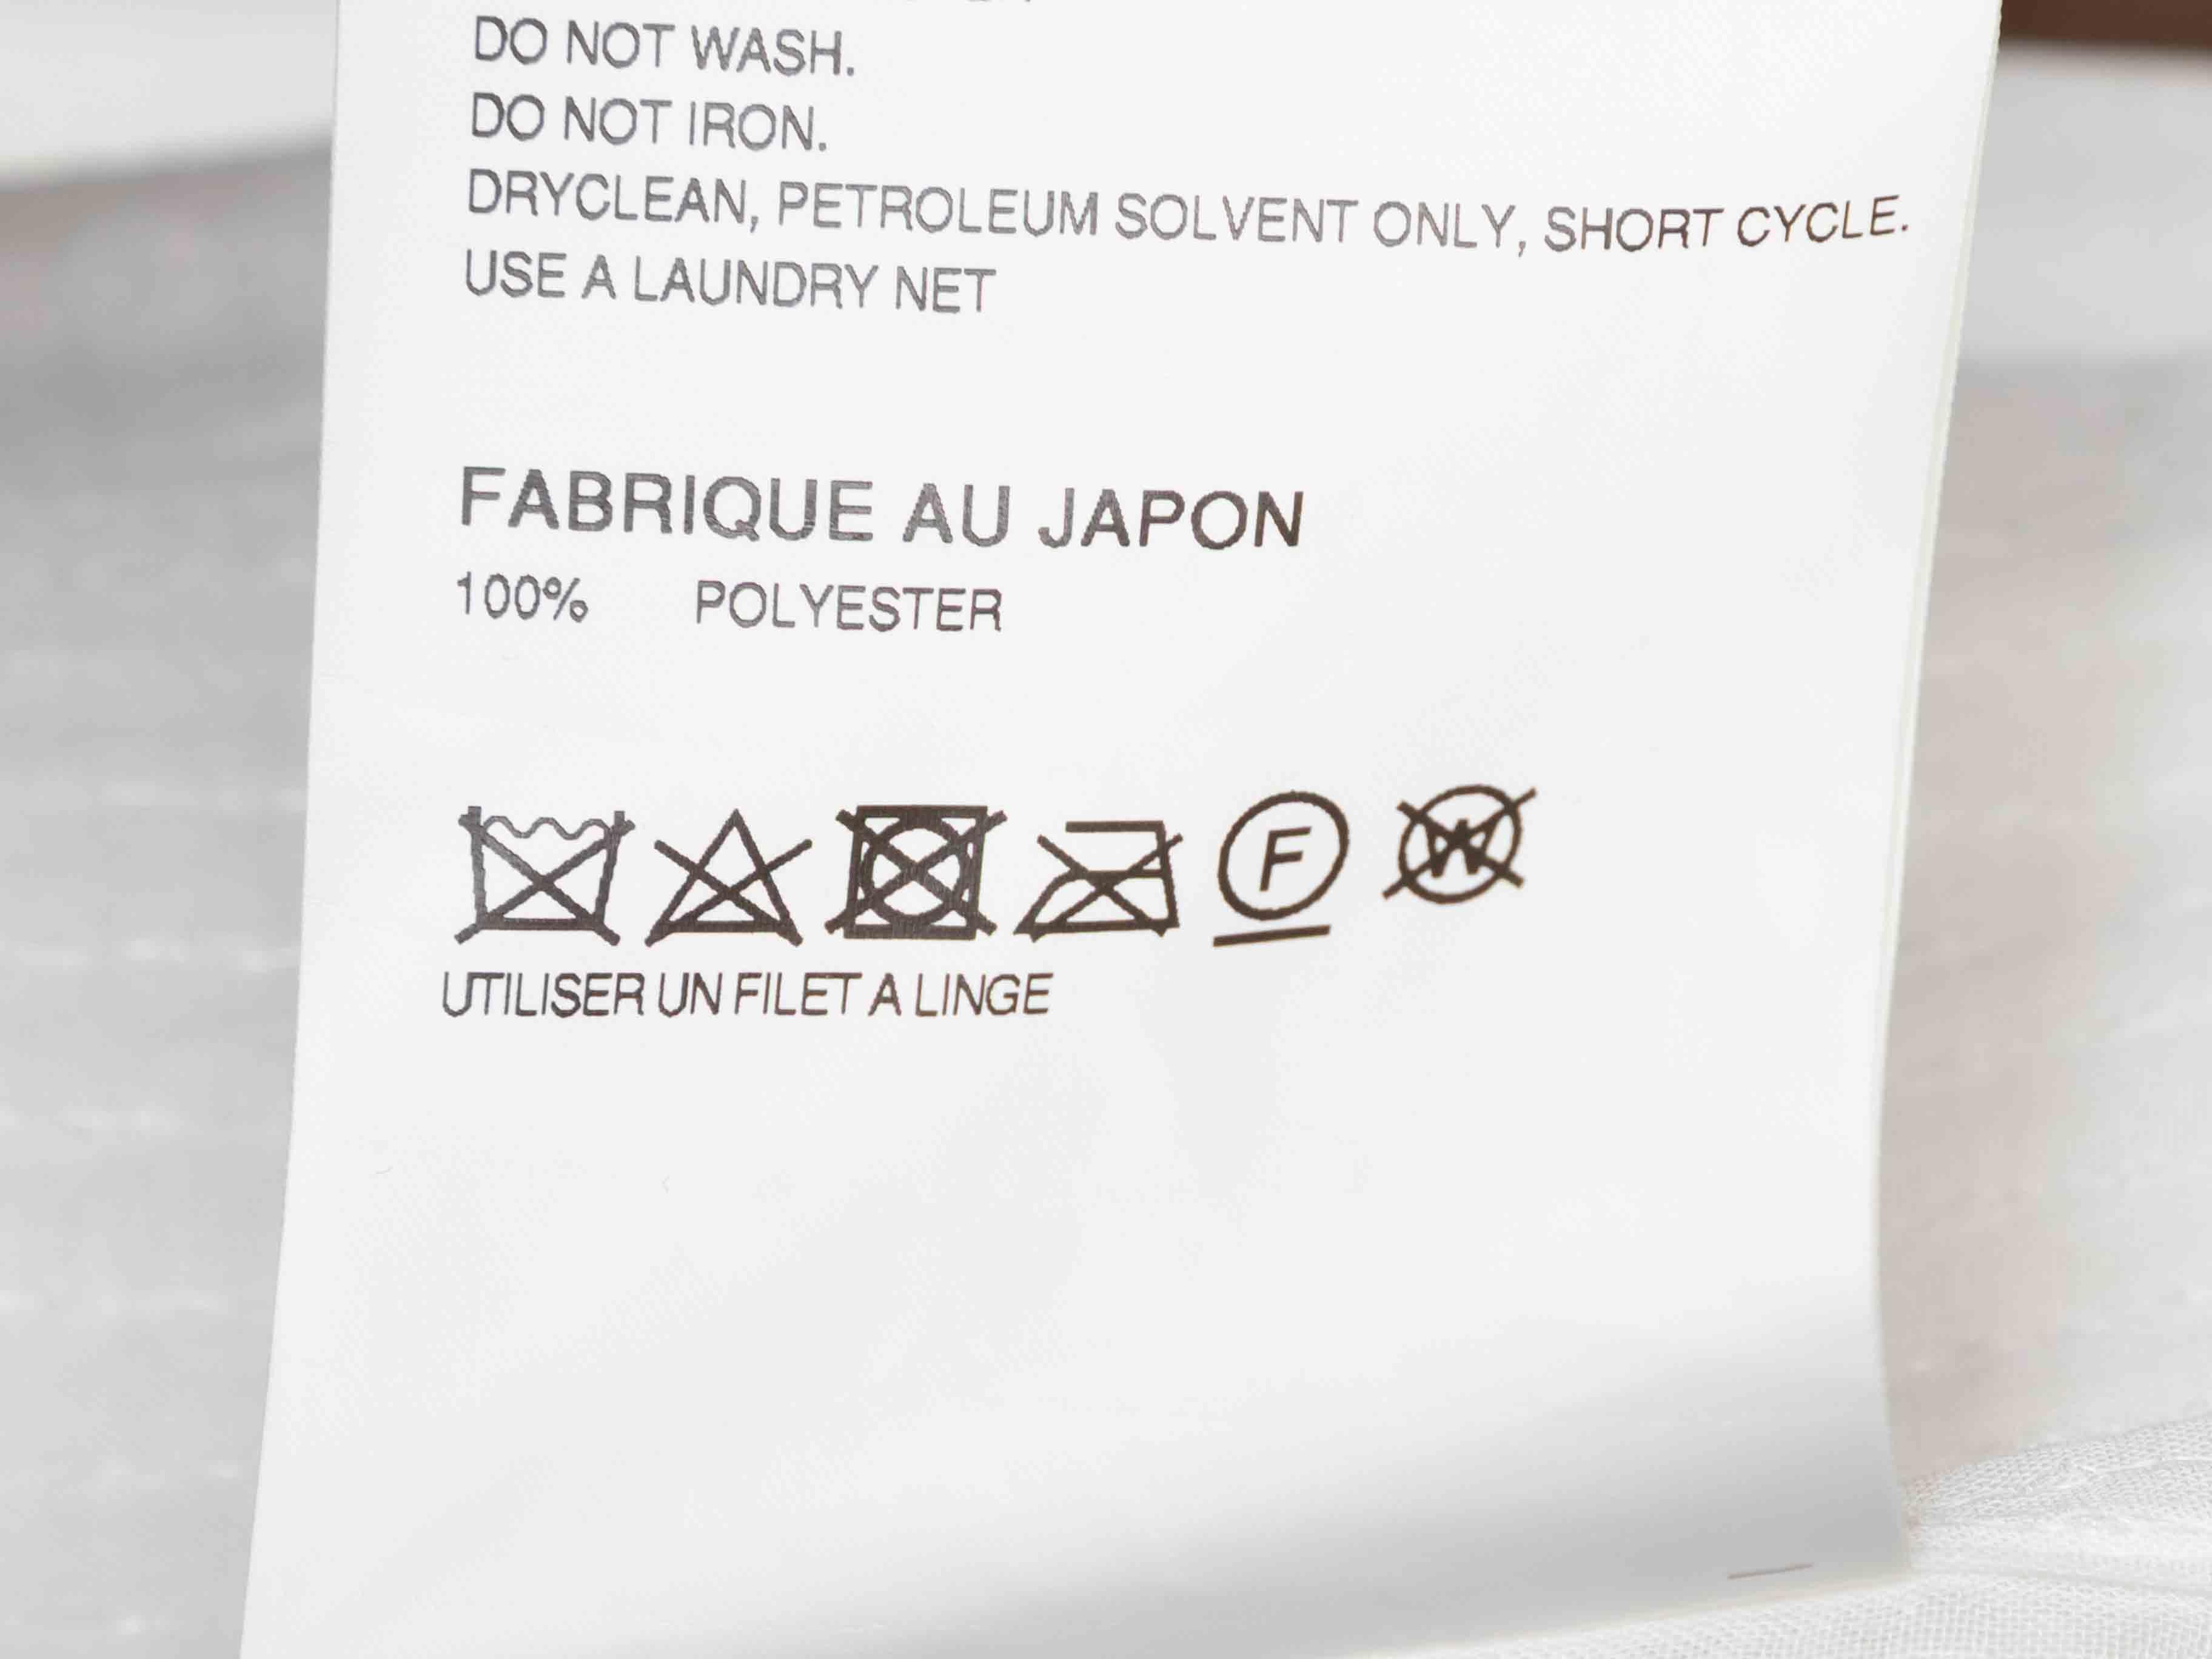 DO NOT WASH.
DO NOT IRON.
DRYCLEAN, PETROLEUM SOLVENT ONLY, SHORT CYCLE.
USE A LAUNDRY NET
FABRIQUE AU JAPON
100% POLYESTER
F W
UTILISER UN FILET A LINGE